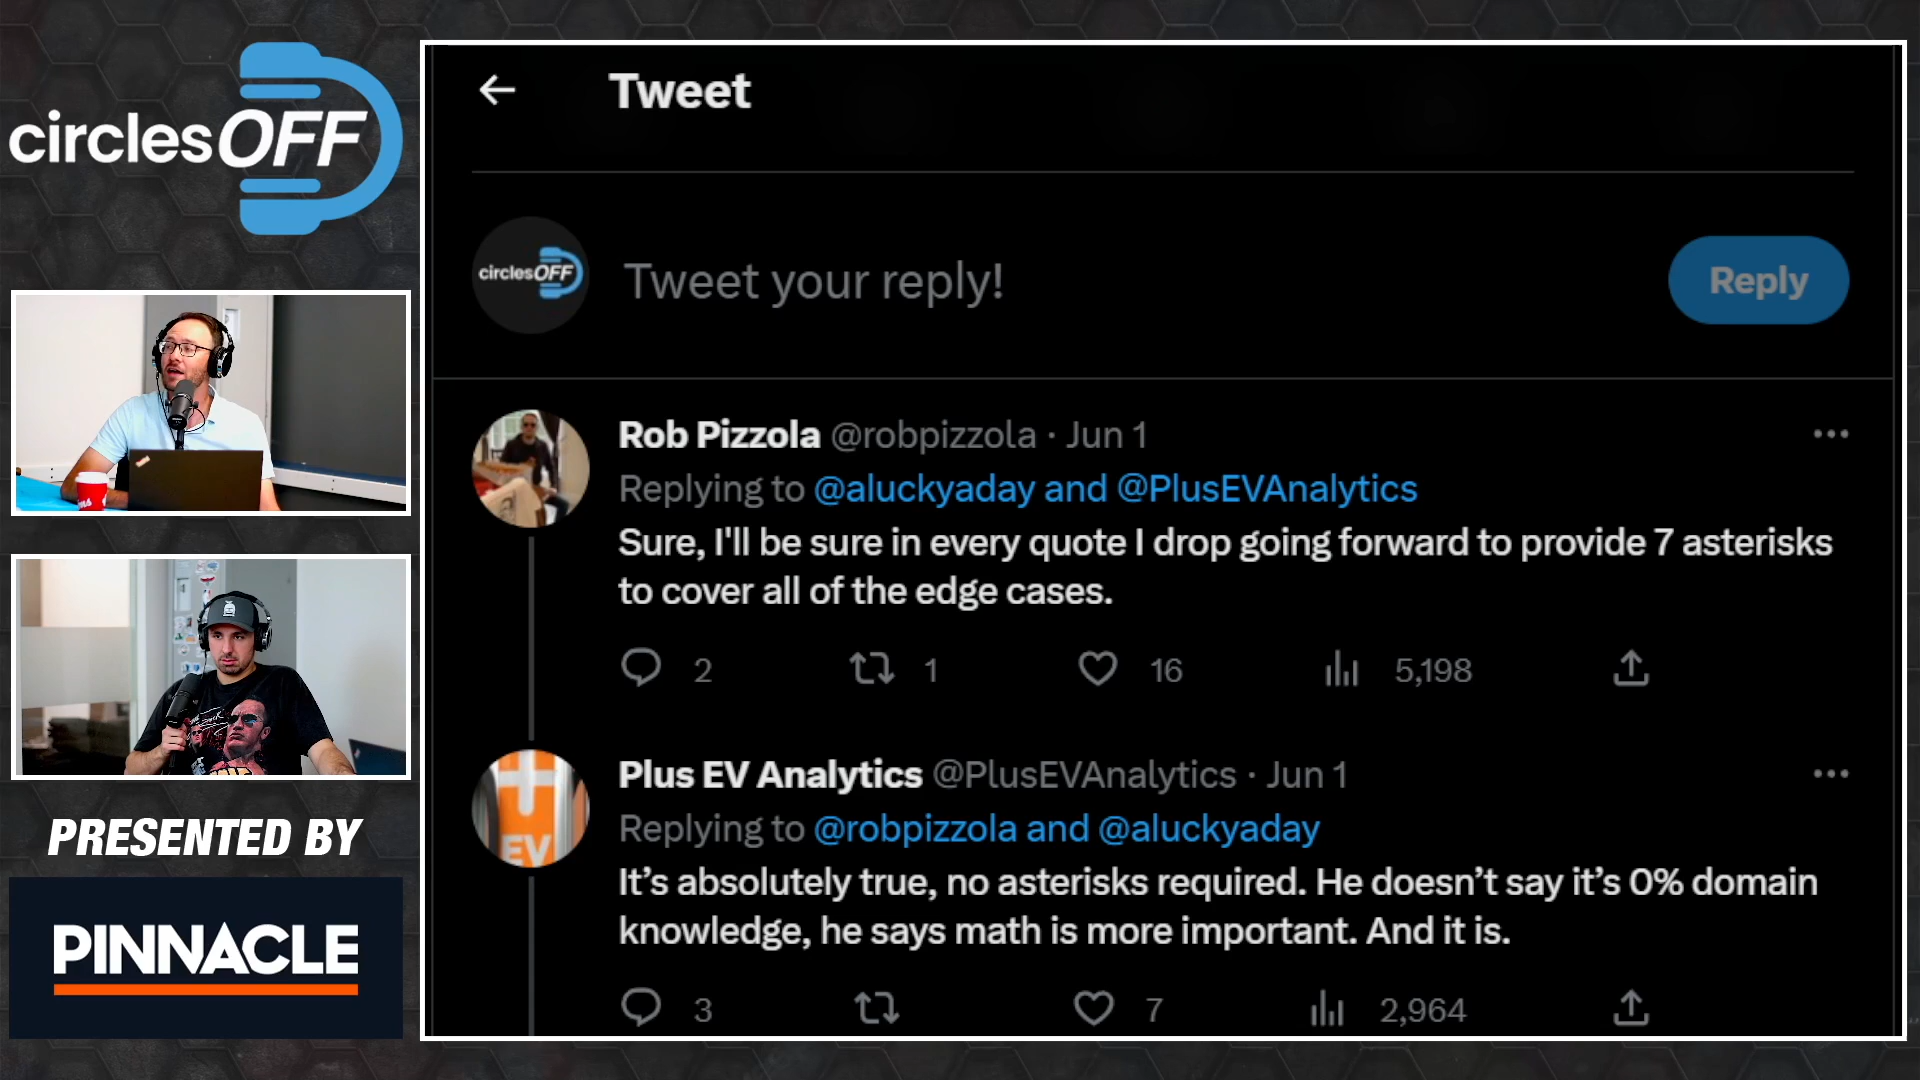 circlesOFF
PRESENTED BY
PINNACLE
Tweet
circlesOFF
Tweet your reply!
Reply
Rob Pizzola @robpizzola · Jun 1
Replying to @aluckyaday and @PlusEVAnalytics
Sure, I'll be sure in every quote I drop going forward to provide 7 asterisks
to cover all of the edge cases.
2 1 16 5,198
EV
Plus EV Analytics @PlusEVAnalytics · Jun 1
Replying to @robpizzola and @aluckyaday
It’s absolutely true, no asterisks required. He doesn’t say it’s 0% domain
knowledge, he says math is more important. And it is.
3 7 2,964